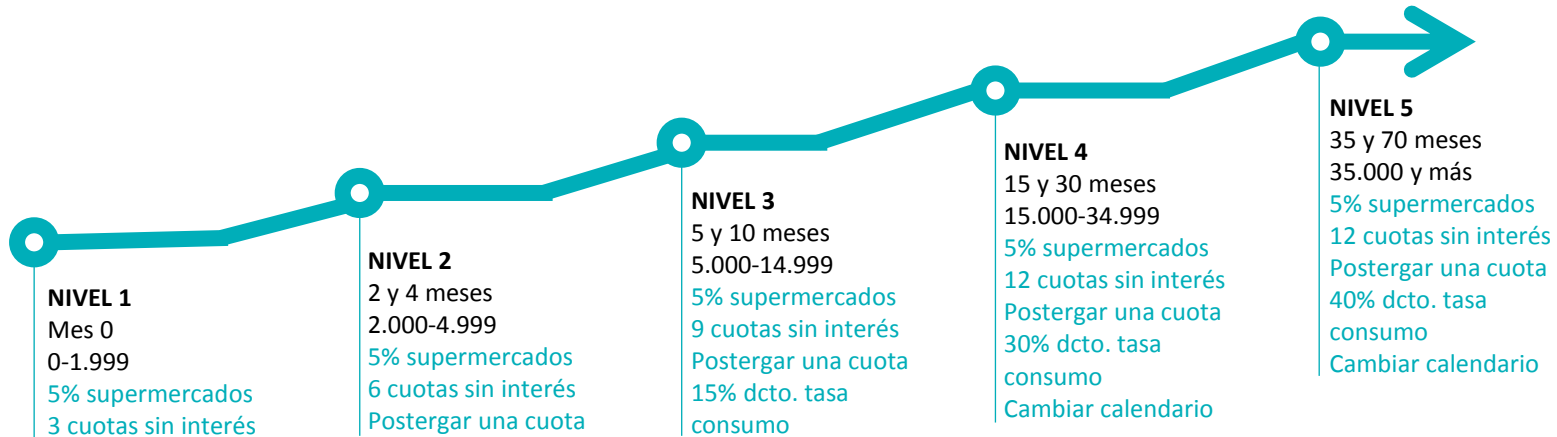 NIVEL 1
Mes 0
0-1.999
5% supermercados
3 cuotas sin interés
NIVEL 2
2 y 4 meses
2.000-4.999
5% supermercados
6 cuotas sin interés
Postergar una cuota
NIVEL 3
5 y 10 meses
5.000-14.999
5% supermercados
9 cuotas sin interés
Postergar una cuota
15% dcto. tasa
consumo
NIVEL 4
15 y 30 meses
15.000-34.999
5% supermercados
12 cuotas sin interés
Postergar una cuota
30% dcto. tasa
consumo
Cambiar calendario
NIVEL 5
35 y 70 meses
35.000 y más
5% supermercados
12 cuotas sin interés
Postergar una cuota
40% dcto. tasa
consumo
Cambiar calendario